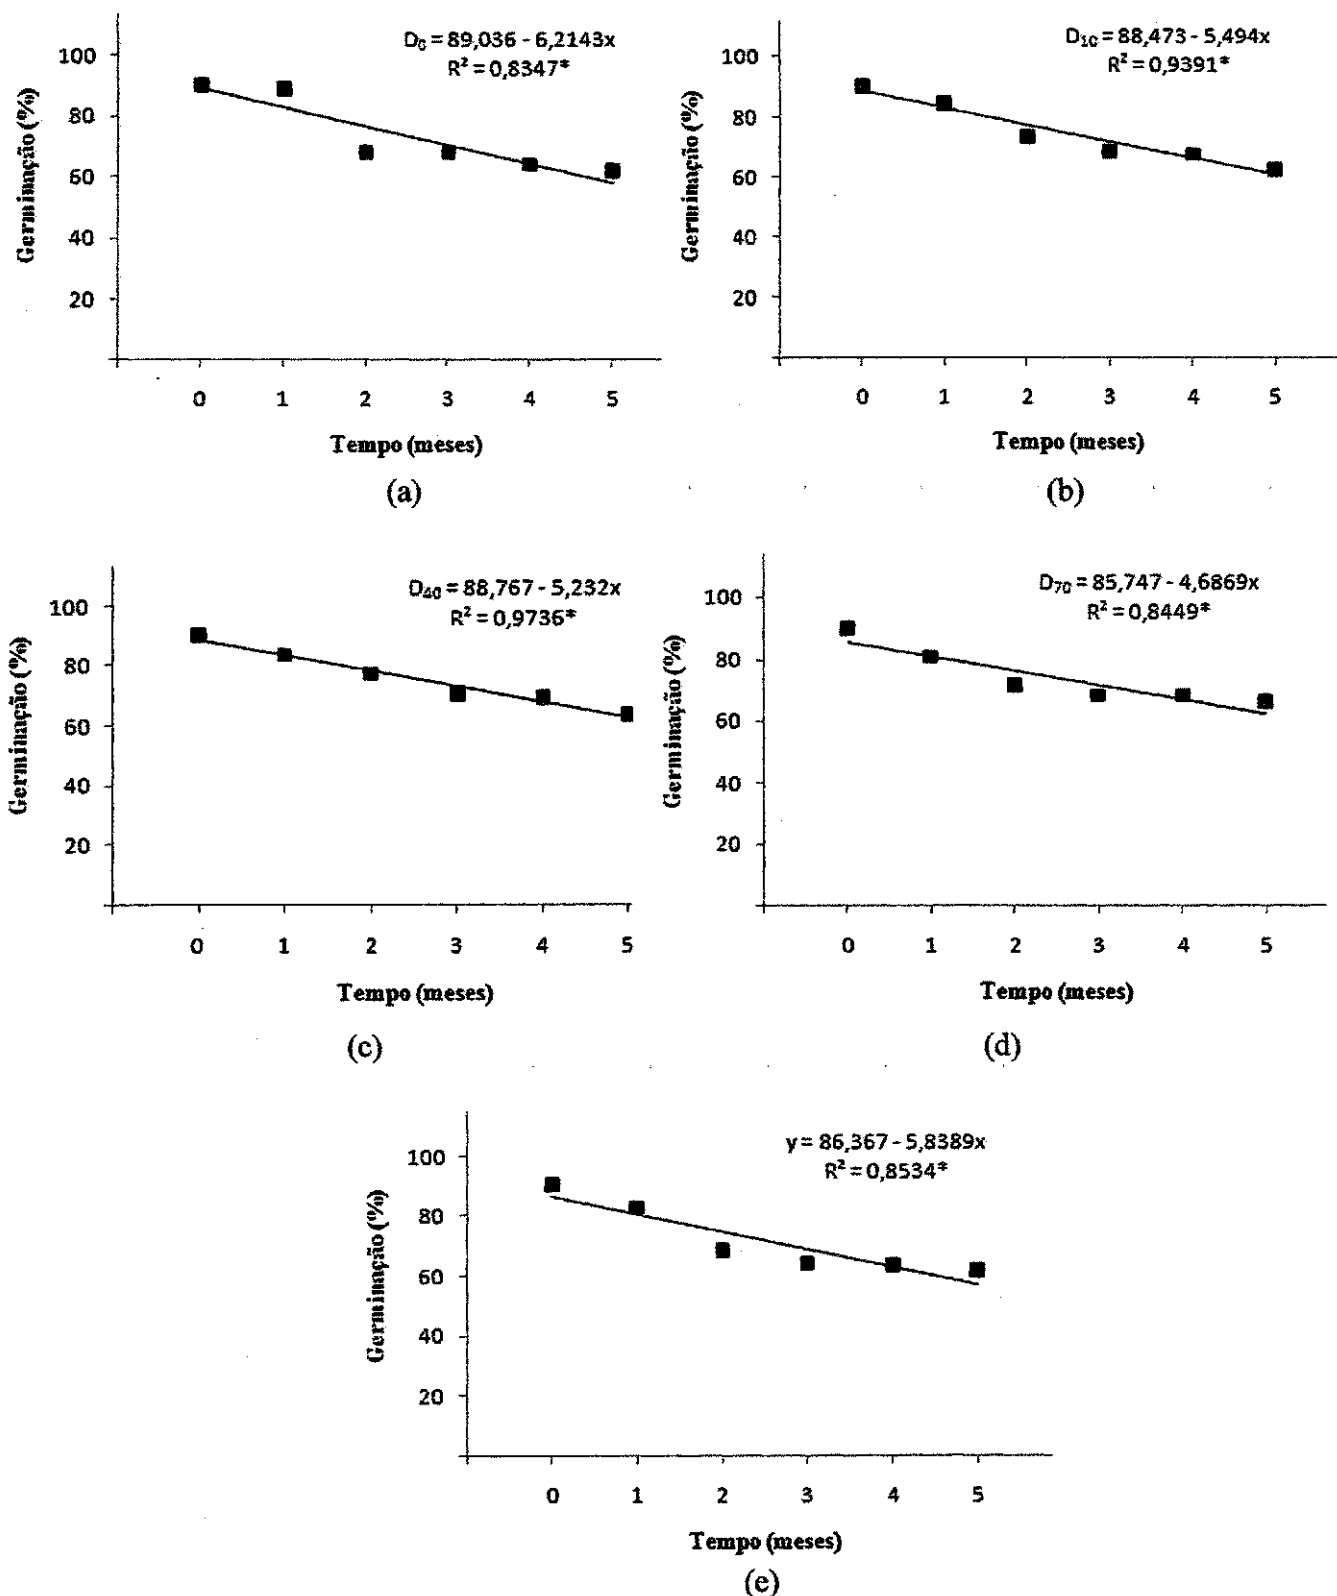 D₀ = 89,036 - 6,2143x
R² = 0,8347*
Germinação (%)
100
80
60
40
20
0 1 2 3 4 5
Tempo (meses)
(a)
D₁₀ = 88,473 - 5,494x
R² = 0,9391*
Germinação (%)
100
80
60
40
20
0 1 2 3 4 5
Tempo (meses)
(b)
D₄₀ = 88,767 - 5,232x
R² = 0,9736*
Germinação (%)
100
80
60
40
20
0 1 2 3 4 5
Tempo (meses)
(c)
D₇₀ = 85,747 - 4,6869x
R² = 0,8449*
Germinação (%)
100
80
60
40
20
0 1 2 3 4 5
Tempo (meses)
(d)
y = 86,367 - 5,8389x
R² = 0,8534*
Germinação (%)
100
80
60
40
20
0 1 2 3 4 5
Tempo (meses)
(e)